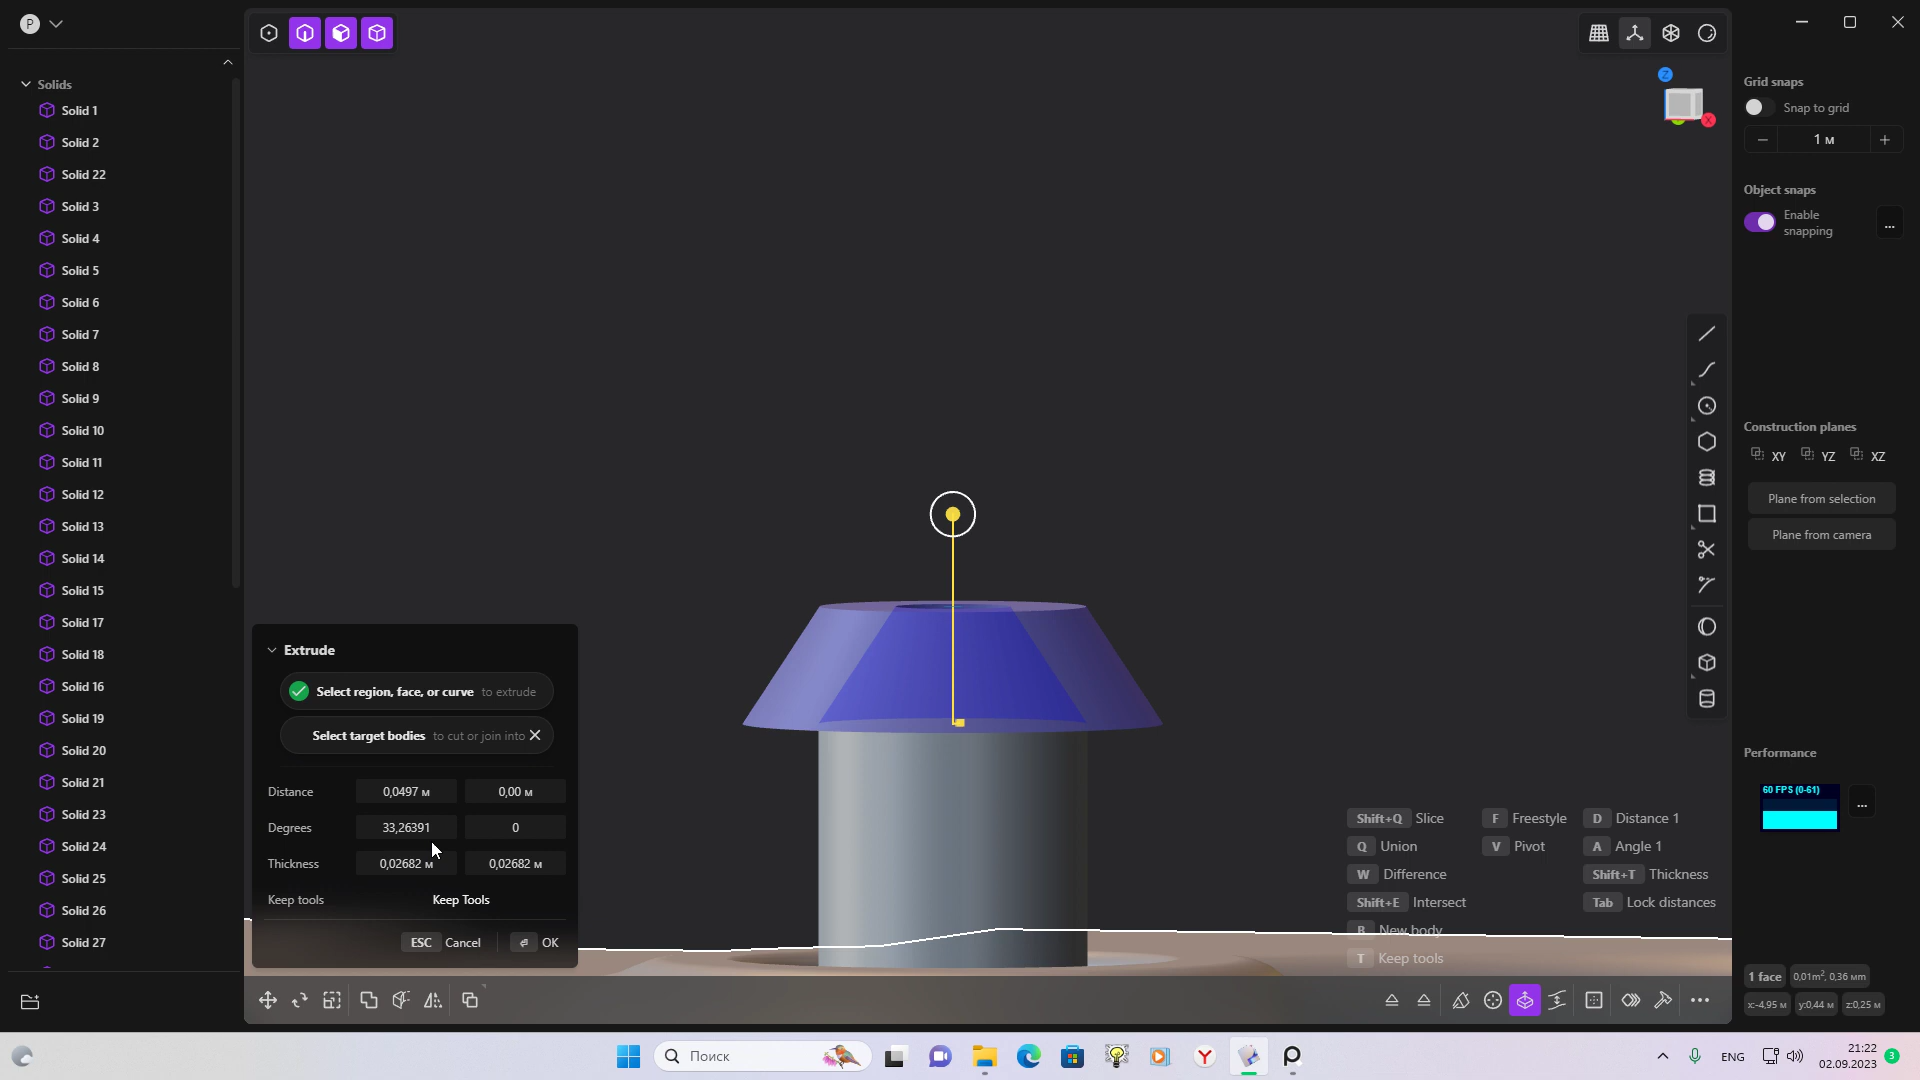 P
Solids
Solid 1
Solid 2
Solid 22
Solid 3
Solid 4
Solid 5
Solid 6
Solid 7
Solid 8
Solid 9
Solid 10
Solid 11
Solid 12
Solid 13
Solid 14
Solid 15
Solid 17
Solid 18
Solid 16
Solid 19
Solid 20
Solid 21
Solid 23
Solid 24
Solid 25
Solid 26
Solid 27
Z
X
Grid snaps
Snap to grid
1 м
Object snaps
Enable
snapping
...
Construction planes
XY YZ XZ
Plane from selection
Plane from camera
Performance
60 FPS (0-61)
...
Extrude
Select region, face, or curve to extrude
Select target bodies to cut or join into
Distance 0,0497 м 0,00 м
Degrees 33,26391 0
Thickness 0,02682 м 0,02682 м
Keep tools Keep Tools
ESC Cancel OK
Shift+Q Slice F Freestyle D Distance 1
Q Union V Pivot A Angle 1
W Difference Shift+T Thickness
Shift+E Intersect Tab Lock distances
B New body
T Keep tools
1 face 0,01m², 0,36 мm
x:-4,95 м y:0,44 м z:0,25 м
Поиск
ENG
21:22
02.09.2023
3